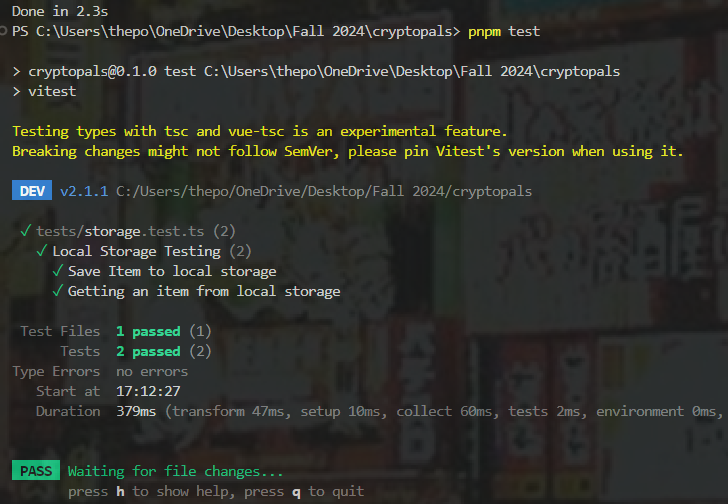 Done in 2.3s
PS C:\Users\thepo\OneDrive\Desktop\Fall 2024\cryptopals> pnpm test
> cryptopals@0.1.0 test C:\Users\thepo\OneDrive\Desktop\Fall 2024\cryptopals
> vitest
Testing types with tsc and vue-tsc is an experimental feature.
Breaking changes might not follow SemVer, please pin Vitest's version when using it.
DEV v2.1.1 C:/Users/thepo/OneDrive/Desktop/Fall 2024/cryptopals
✓ tests/storage.test.ts (2)
✓ Local Storage Testing (2)
✓ Save Item to local storage
✓ Getting an item from local storage
Test Files 1 passed (1)
Tests 2 passed (2)
Type Errors no errors
Start at 17:12:27
Duration 379ms (transform 47ms, setup 10ms, collect 60ms, tests 2ms, environment 0ms,
PASS Waiting for file changes...
press h to show help, press q to quit